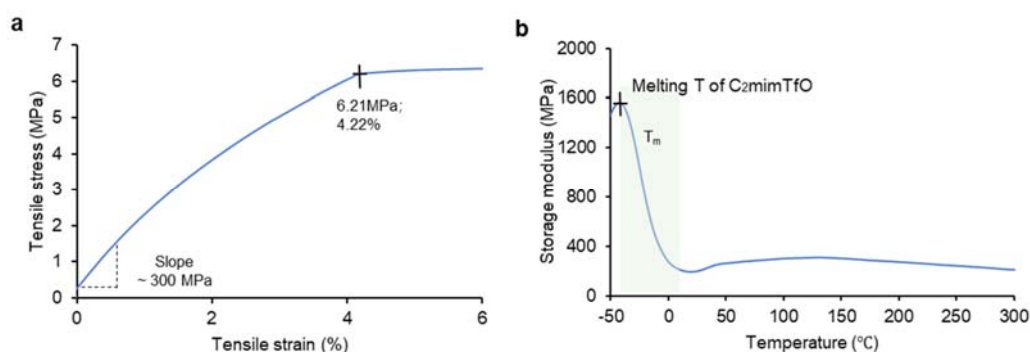 a
Tensile stress (MPa)
7
6
5
4
3
2
1
0
6.21MPa;
4.22%
Slope
~ 300 MPa
0
2
4
6
Tensile strain (%)
b
Storage modulus (MPa)
2000
1600
1200
800
400
0
Melting T of C₂mimTfO
Tₘ
-50
0
50
100
150
200
250
300
Temperature (℃)